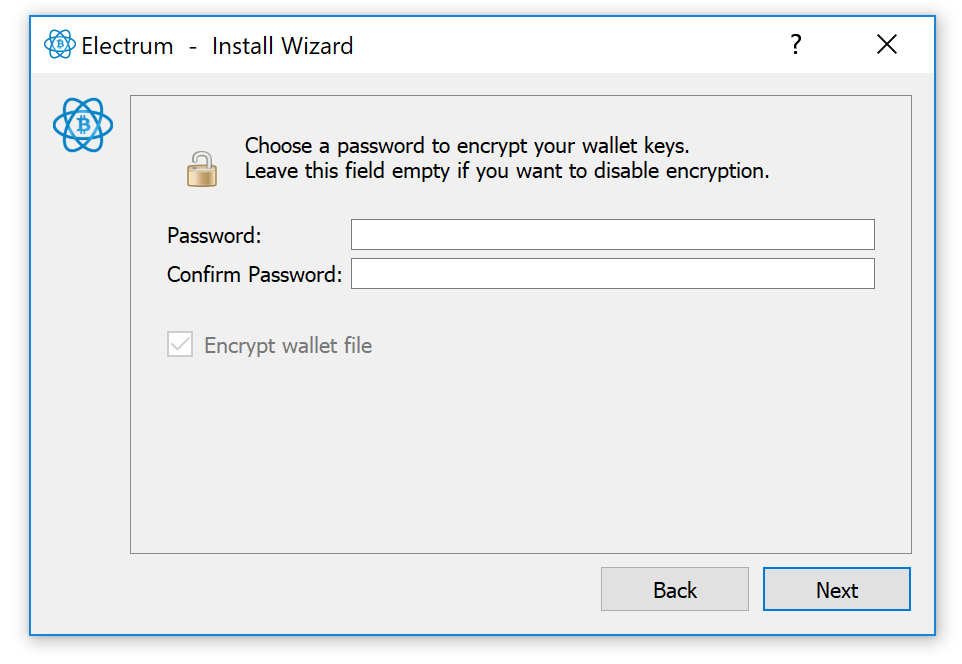 Electrum - Install Wizard
?
Choose a password to encrypt your wallet keys.
Leave this field empty if you want to disable encryption.
Password:
Confirm Password:
Encrypt wallet file
Back
Next